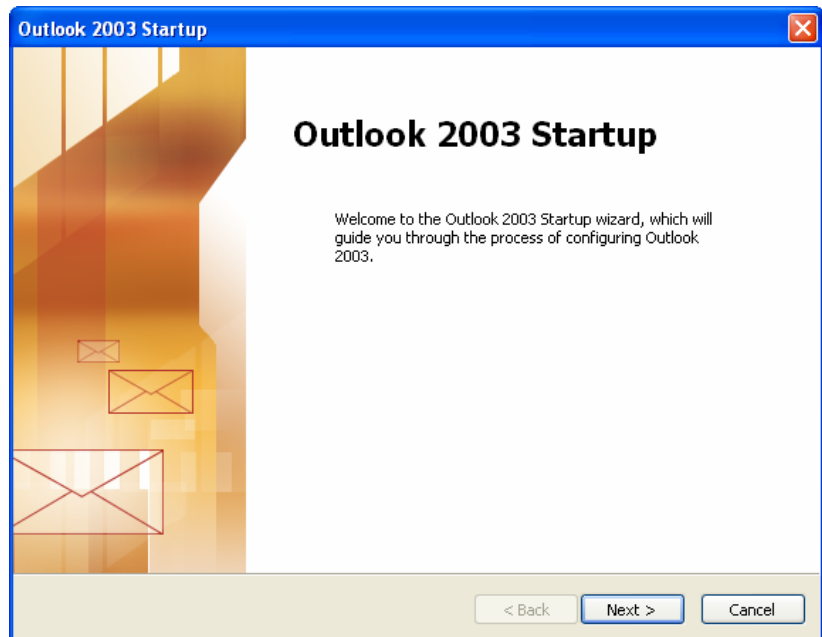 Outlook 2003 Startup
Outlook 2003 Startup
Welcome to the Outlook 2003 Startup wizard, which will
guide you through the process of configuring Outlook
2003.
< Back Next > Cancel